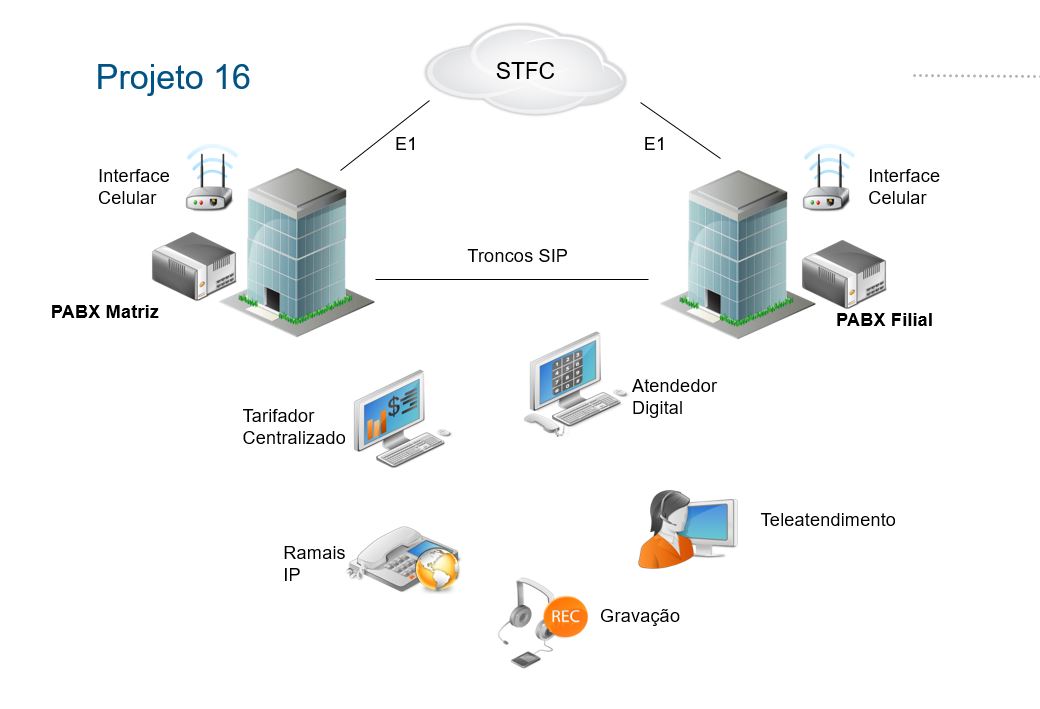 STFC
Projeto 16
E1
E1
Interface
Celular
Interface
Celular
Troncos SIP
PABX Matriz
PABX Filial
Atendedor
Digital
Tarifador
Centralizado
Teleatendimento
Ramais
IP
REC
Gravação